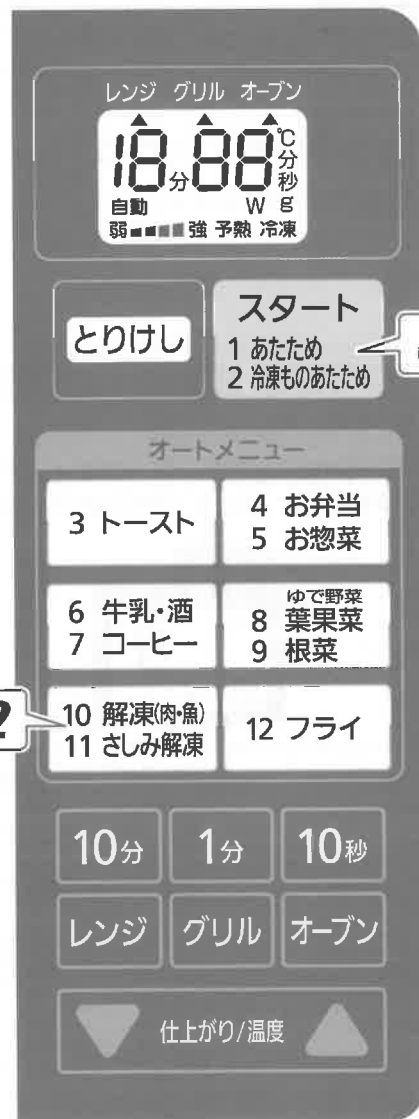 レンジ グリル オーブン
18分88℃分秒g
自動 W
弱 強 予熱 冷凍
とりけし
スタート
1 あたため
2 冷凍ものあたため
オートメニュー
3 トースト
4 お弁当
5 お惣菜
6 牛乳・酒
7 コーヒー
ゆで野菜
8 葉果菜
9 根菜
2
10 解凍(肉・魚)
11 さしみ解凍
12 フライ
10分 1分 10秒
レンジ グリル オーブン
仕上がり/温度